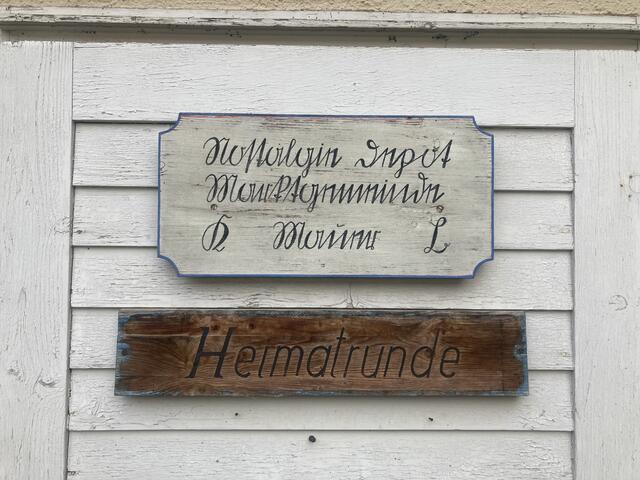 Nostalgie Depot
Marktgemeinde
H Mauer L
Heimatrunde